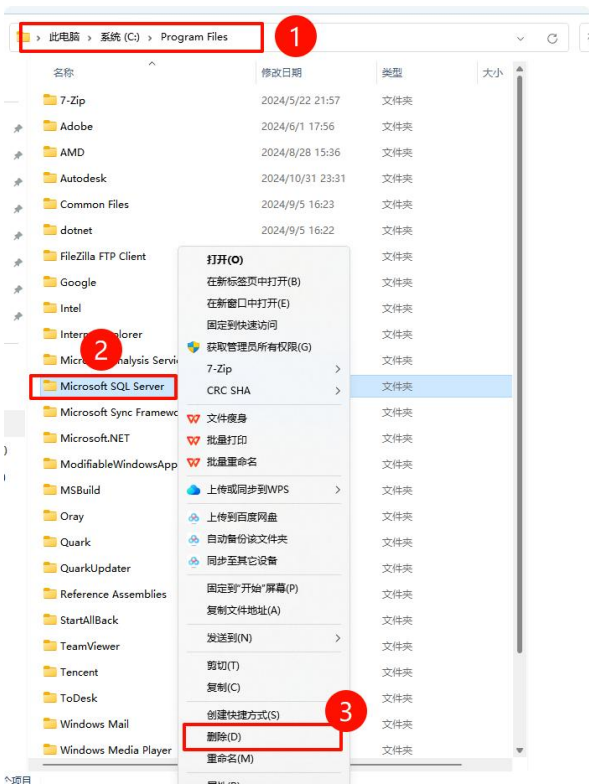 此电脑 › 系统 (C:) › Program Files
1
名称 修改日期 类型 大小
7-Zip 2024/5/22 21:57 文件夹
Adobe 2024/6/1 17:56 文件夹
AMD 2024/8/28 15:36 文件夹
Autodesk 2024/10/31 23:31 文件夹
Common Files 2024/9/5 16:23 文件夹
dotnet 2024/9/5 16:22 文件夹
FileZilla FTP Client 文件夹
Google 文件夹
Intel 文件夹
文件夹
2
文件夹
Microsoft SQL Server 文件夹
Microsoft Sync 文件夹
Microsoft.NET 文件夹
ModifiableWindowsApp 文件夹
MSBuild 文件夹
Oray 文件夹
Quark 文件夹
QuarkUpdater 文件夹
Reference Assemblies 文件夹
StartAllBack 文件夹
TeamViewer 文件夹
Tencent 文件夹
ToDesk 文件夹
Windows Mail 文件夹
Windows Media Player 文件夹
个项目
打开(O)
在新标签页中打开(B)
在新窗口中打开(E)
固定到快速访问
获取管理员所有权限(G)
7-Zip
CRC SHA
文件瘦身
批量打印
批量重命名
上传或同步到WPS
上传到百度网盘
自动备份该文件夹
同步至其它设备
固定到"开始"屏幕(P)
复制文件地址(A)
发送到(N)
剪切(T)
复制(C)
创建快捷方式(S)
3
删除(D)
重命名(M)